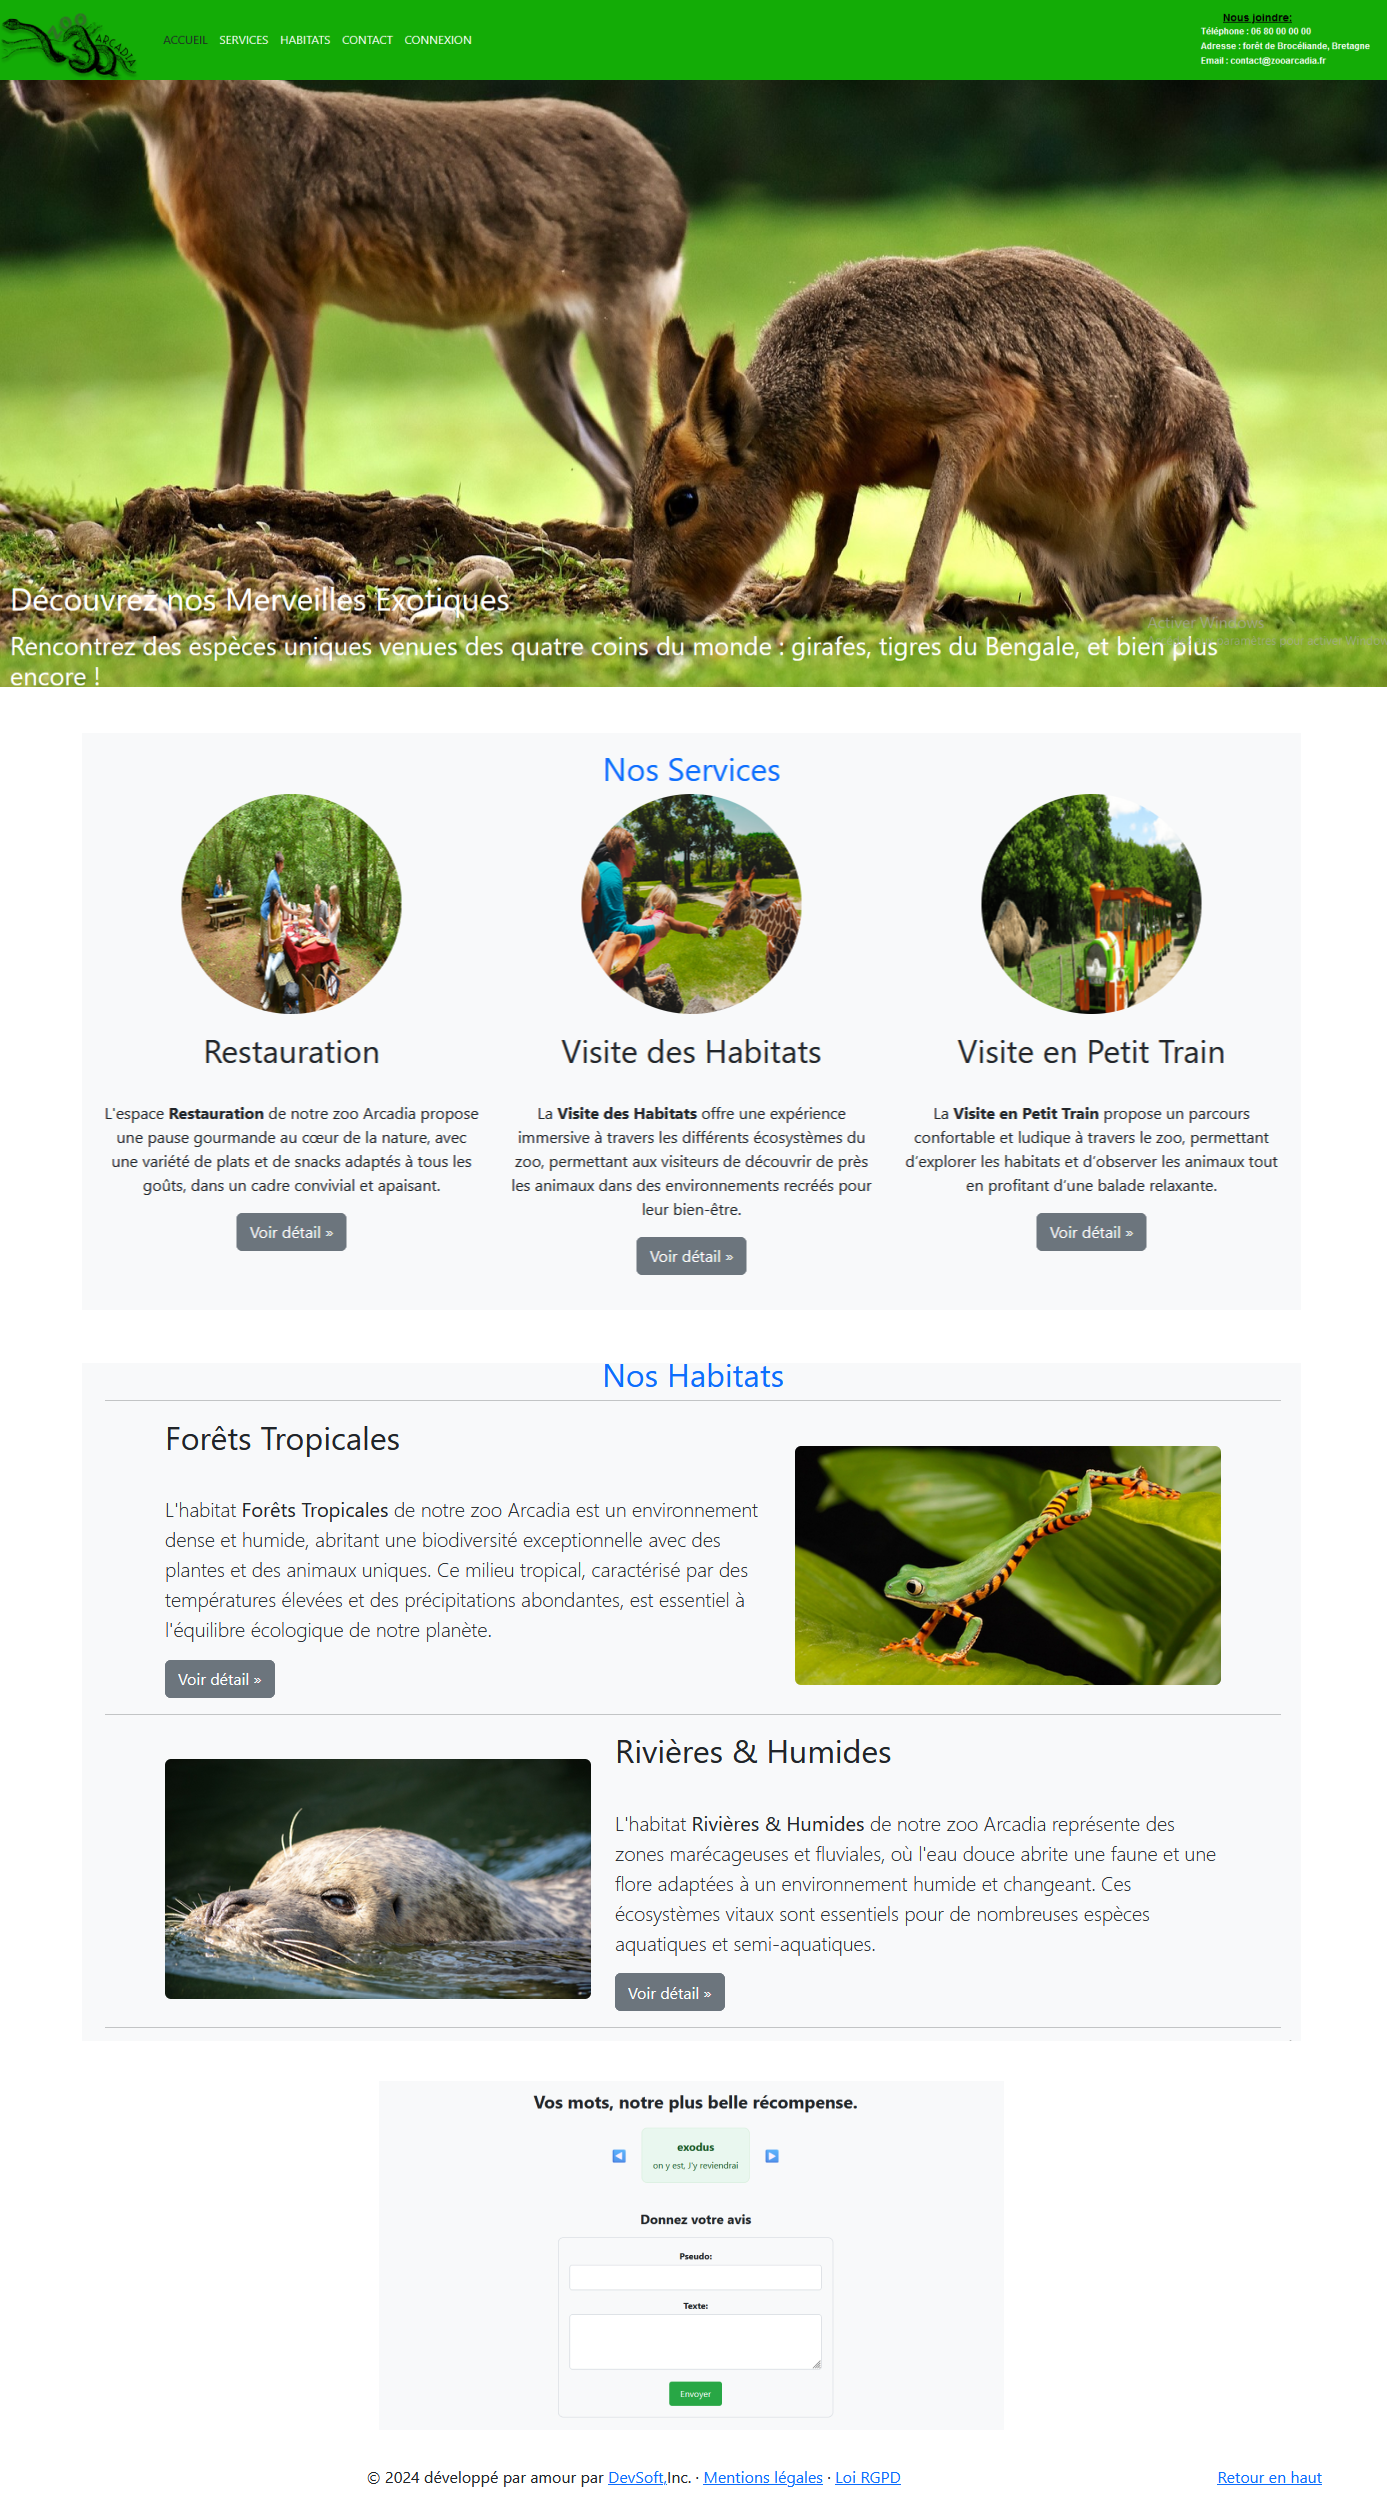 ZOO
ARCADIA
ACCUEIL SERVICES HABITATS CONTACT CONNEXION
Nous joindre:
Téléphone : 06 80 00 00 00
Adresse : forêt de Brocéliande, Bretagne
Email : contact@zooarcadia.fr
Découvrez nos Merveilles Exotiques
Activer Windows
Rencontrez des espèces uniques venues des quatre coins du monde : girafes, tigres du Bengale, et bien plus
encore !
Nos Services
Restauration
L'espace Restauration de notre zoo Arcadia propose
une pause gourmande au cœur de la nature, avec
une variété de plats et de snacks adaptés à tous les
goûts, dans un cadre convivial et apaisant.
Voir détail »
Visite des Habitats
La Visite des Habitats offre une expérience
immersive à travers les différents écosystèmes du
zoo, permettant aux visiteurs de découvrir de près
les animaux dans des environnements recréés pour
leur bien-être.
Voir détail »
Visite en Petit Train
La Visite en Petit Train propose un parcours
confortable et ludique à travers le zoo, permettant
d’explorer les habitats et d’observer les animaux tout
en profitant d’une balade relaxante.
Voir détail »
Nos Habitats
Forêts Tropicales
L'habitat Forêts Tropicales de notre zoo Arcadia est un environnement
dense et humide, abritant une biodiversité exceptionnelle avec des
plantes et des animaux uniques. Ce milieu tropical, caractérisé par des
températures élevées et des précipitations abondantes, est essentiel à
l'équilibre écologique de notre planète.
Voir détail »
Rivières & Humides
L'habitat Rivières & Humides de notre zoo Arcadia représente des
zones marécageuses et fluviales, où l'eau douce abrite une faune et une
flore adaptées à un environnement humide et changeant. Ces
écosystèmes vitaux sont essentiels pour de nombreuses espèces
aquatiques et semi-aquatiques.
Voir détail »
Vos mots, notre plus belle récompense.
exodus
on y est, J'y reviendrai
Donnez votre avis
Pseudo:
Texte:
Envoyer
© 2024 développé par amour par DevSoft,Inc. · Mentions légales · Loi RGPD
Retour en haut